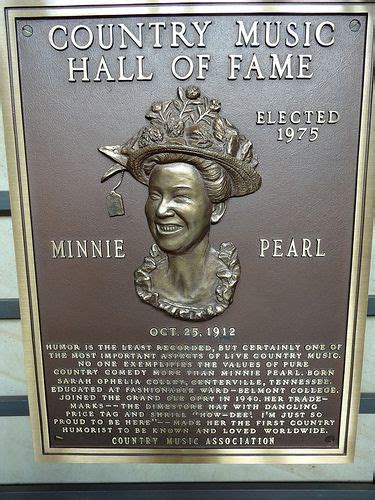 COUNTRY MUSIC
HALL OF FAME
ELECTED
1975
MINNIE PEARL
OCT. 25, 1912
HUMOR IS THE LEAST RECORDED, BUT CERTAINLY ONE OF
THE MOST IMPORTANT ASPECTS OF LIVE COUNTRY MUSIC.
NO ONE EXEMPLIFIES THE VALUES OF PURE
COUNTRY COMEDY MORE THAN MINNIE PEARL. BORN
SARAH OPHELIA COLLEY, CENTERVILLE, TENNESSEE.
EDUCATED AT FASHIONABLE WARD-BELMONT COLLEGE,
JOINED THE GRAND OLE OPRY IN 1940. HER TRADE-
MARKS--THE DIMESTORE HAT WITH DANGLING
PRICE TAG AND SHRILL "HOW-DEE! I'M JUST SO
PROUD TO BE HERE"--MADE HER THE FIRST COUNTRY
HUMORIST TO BE KNOWN AND LOVED WORLDWIDE.
COUNTRY MUSIC ASSOCIATION